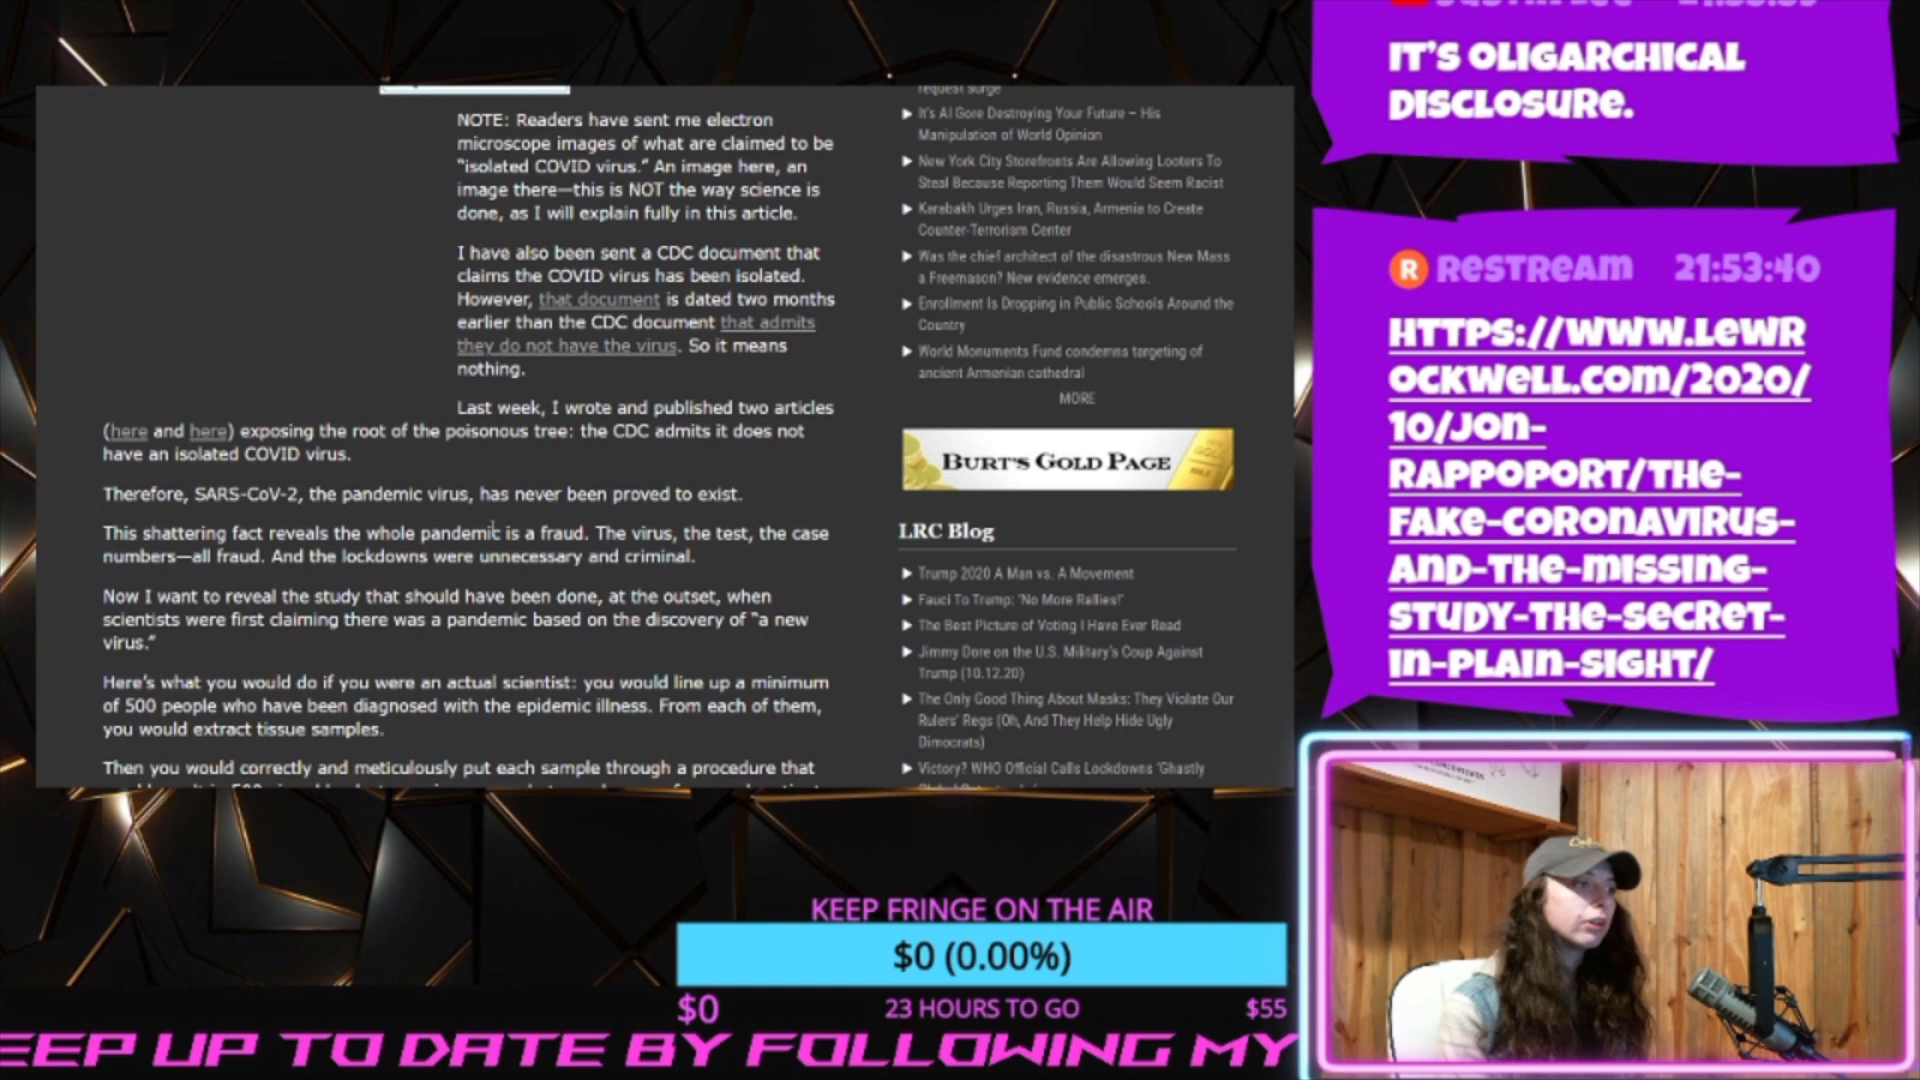 NOTE: Readers have sent me electron
microscope images of what are claimed to be
“isolated COVID virus.” An image here, an
image there—this is NOT the way science is
done, as I will explain fully in this article.
I have also been sent a CDC document that
claims the COVID virus has been isolated.
However, that document is dated two months
earlier than the CDC document that admits
they do not have the virus. So it means
nothing.
Last week, I wrote and published two articles
(here and here) exposing the root of the poisonous tree: the CDC admits it does not
have an isolated COVID virus.
Therefore, SARS-CoV-2, the pandemic virus, has never been proved to exist.
This shattering fact reveals the whole pandemic is a fraud. The virus, the test, the case
numbers—all fraud. And the lockdowns were unnecessary and criminal.
Now I want to reveal the study that should have been done, at the outset, when
scientists were first claiming there was a pandemic based on the discovery of “a new
virus.”
Here’s what you would do if you were an actual scientist: you would line up a minimum
of 500 people who have been diagnosed with the epidemic illness. From each of them,
you would extract tissue samples.
Then you would correctly and meticulously put each sample through a procedure that
request surge
It's Al Gore Destroying Your Future – His
Manipulation of World Opinion
New York City Storefronts Are Allowing Looters To
Steal Because Reporting Them Would Seem Racist
Karabakh Urges Iran, Russia, Armenia to Create
Counter-Terrorism Center
Was the chief architect of the disastrous New Mass
a Freemason? New evidence emerges.
Enrollment Is Dropping in Public Schools Around the
Country
World Monuments Fund condemns targeting of
ancient Armenian cathedral
MORE
BURT'S GOLD PAGE
LRC Blog
Trump 2020 A Man vs. A Movement
Fauci To Trump: 'No More Rallies!'
The Best Picture of Voting I Have Ever Read
Jimmy Dore on the U.S. Military's Coup Against
Trump (10.12.20)
The Only Good Thing About Masks: They Violate Our
Rulers' Regs (Oh, And They Help Hide Ugly
Dimocrats)
Victory? WHO Official Calls Lockdowns 'Ghastly
IT'S OLIGARCHICAL
DISCLOSURE.
R RESTREAM 21:53:40
HTTPS://WWW.LEWR
OCKWELL.COM/2020/
10/JON-
RAPPOPORT/THE-
FAKE-CORONAVIRUS-
AND-THE-MISSING-
STUDY-THE-SECRET-
IN-PLAIN-SIGHT/
KEEP FRINGE ON THE AIR
$0 (0.00%)
$0 23 HOURS TO GO $55
EEP UP TO DATE BY FOLLOWING MY